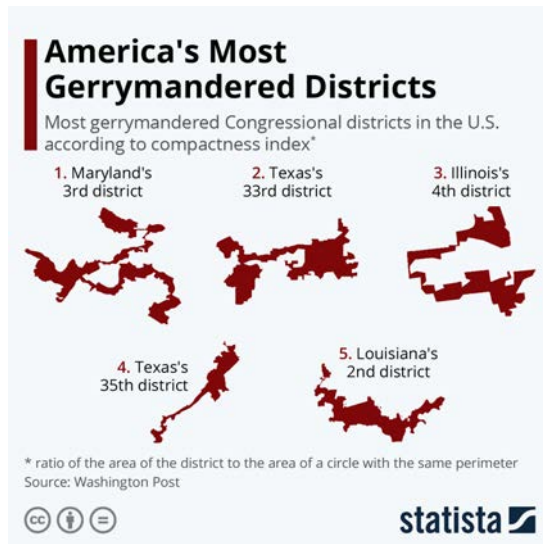 America's Most
Gerrymandered Districts
Most gerrymandered Congressional districts in the U.S.
according to compactness index*
1. Maryland's
3rd district
2. Texas's
33rd district
3. Illinois's
4th district
4. Texas's
35th district
5. Louisiana's
2nd district
* ratio of the area of the district to the area of a circle with the same perimeter
Source: Washington Post
cc
statista